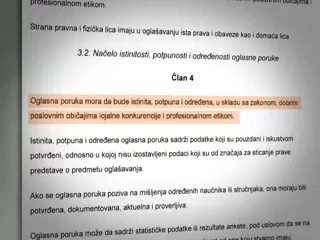 profesionalnom etikom.
Strana pravna i fizička lica imaju u oglašavanju ista prava i obaveze kao i domaća lica.
3.2. Načelo istinitosti, potpunosti i određenosti oglasne poruke
Član 4
Oglasna poruka mora da bude istinita, potpuna i određena, u skladu sa zakonom, dobrim
poslovnim običajima lojalno konkurencije i profesionalnom etikom.
Istinita, potpuna i određena oglasna poruka sadrži podatke koji su pouzdani i iskustvom
potvrđeni, odnosno u kojoj nisu izostavljeni podaci koji su od značaja za sticanje prave
predstave o predmetu oglašavanja.
Ako se oglasna poruka poziva na mišljenja određenih naučnika ili stručnjaka, ona moraju biti
potvrđena, dokumentovana, aktuelna i proverljiva.
Oglasna poruka može da sadrži statističke podatke ili rezultate ankete, pod uslovom da se na